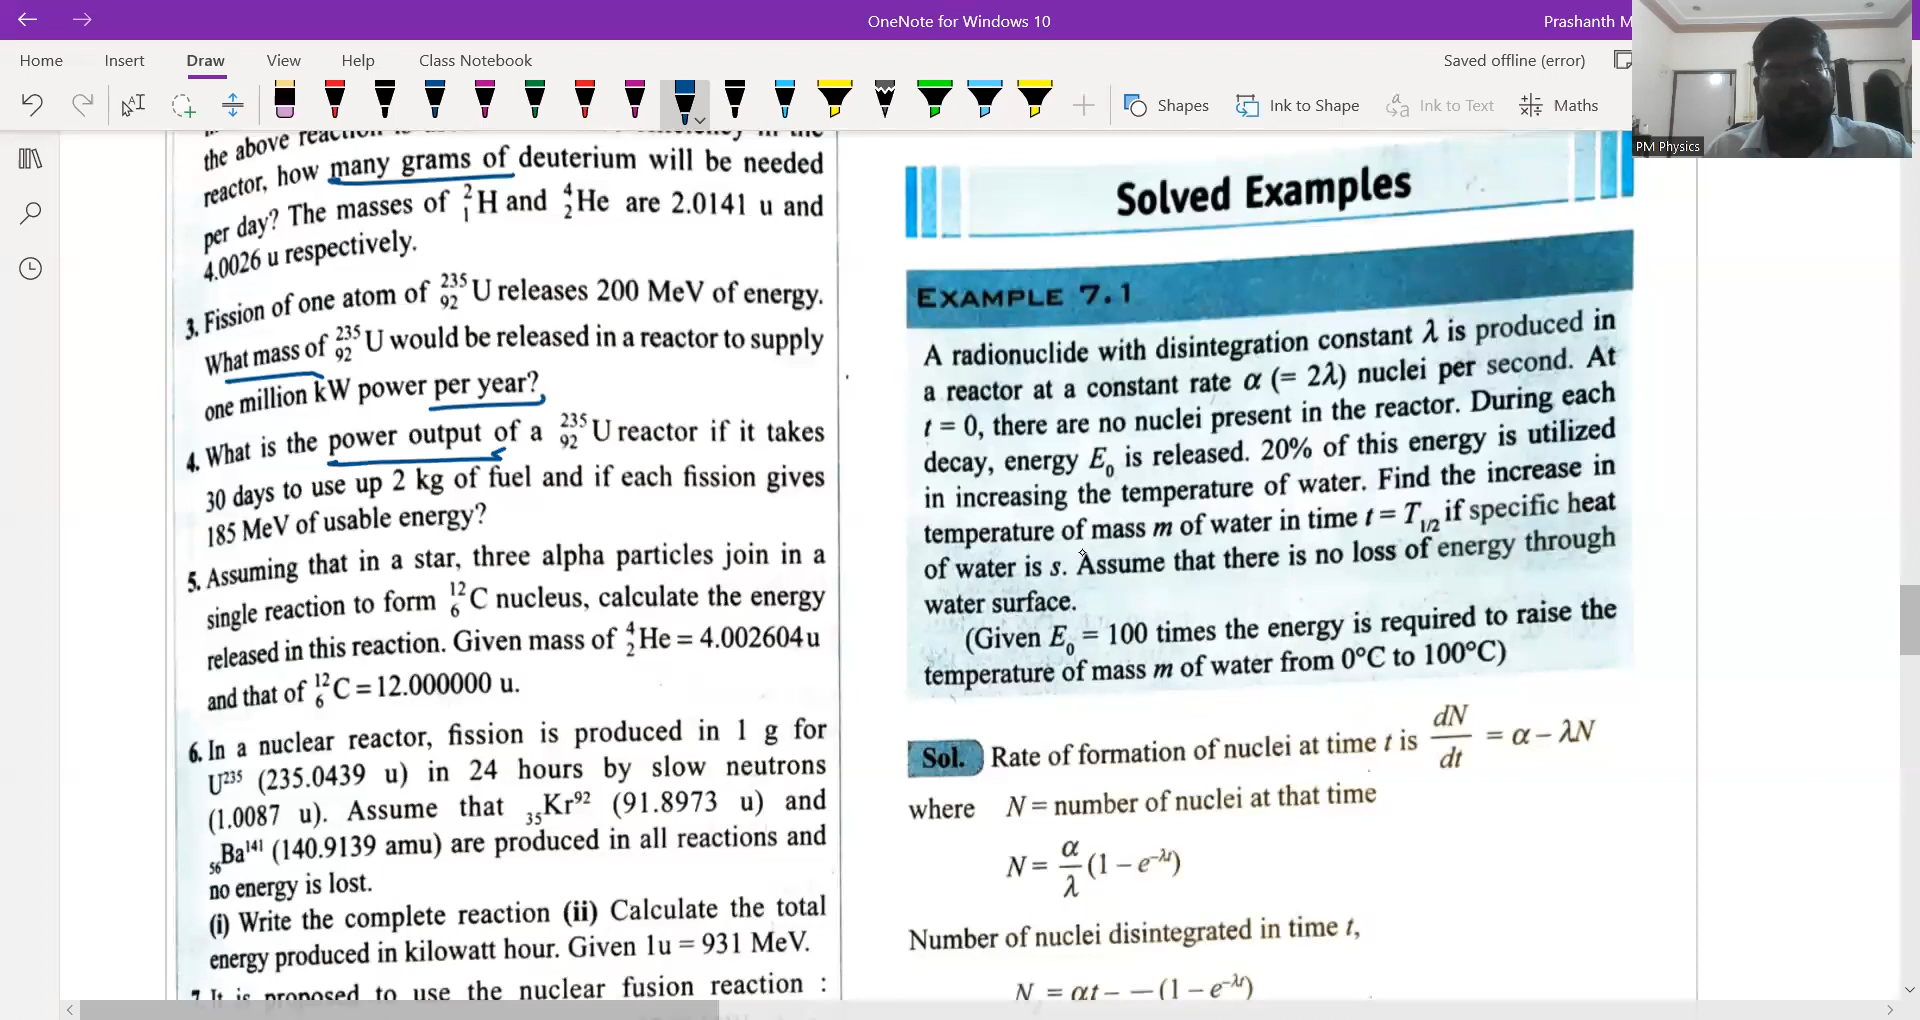 OneNote for Windows 10
Prashanth M
Home Insert Draw View Help Class Notebook
Saved offline (error)
Shapes Ink to Shape Ink to Text Maths
PM Physics
the above reaction is
reactor, how many grams of deuterium will be needed
per day? The masses of ²₁H and ⁴₂He are 2.0141 u and
4.0026 u respectively.
3. Fission of one atom of ²³⁵₉₂U releases 200 MeV of energy.
What mass of ²³⁵₉₂U would be released in a reactor to supply
one million kW power per year?
4. What is the power output of a ²³⁵₉₂U reactor if it takes
30 days to use up 2 kg of fuel and if each fission gives
185 MeV of usable energy?
5. Assuming that in a star, three alpha particles join in a
single reaction to form ¹²₆C nucleus, calculate the energy
released in this reaction. Given mass of ⁴₂He = 4.002604 u
and that of ¹²₆C = 12.000000 u.
6. In a nuclear reactor, fission is produced in 1 g for
U²³⁵ (235.0439 u) in 24 hours by slow neutrons
(1.0087 u). Assume that ₃₅Kr⁹² (91.8973 u) and
₅₆Ba¹⁴¹ (140.9139 amu) are produced in all reactions and
no energy is lost.
(i) Write the complete reaction (ii) Calculate the total
energy produced in kilowatt hour. Given 1u = 931 MeV.
7. It is proposed to use the nuclear fusion reaction :
Solved Examples
EXAMPLE 7.1
A radionuclide with disintegration constant λ is produced in
a reactor at a constant rate α (= 2λ) nuclei per second. At
t = 0, there are no nuclei present in the reactor. During each
decay, energy E₀ is released. 20% of this energy is utilized
in increasing the temperature of water. Find the increase in
temperature of mass m of water in time t = T₁/₂ if specific heat
of water is s. Assume that there is no loss of energy through
water surface.
(Given E₀ = 100 times the energy is required to raise the
temperature of mass m of water from 0°C to 100°C)
Sol. Rate of formation of nuclei at time t is dN/dt = α − λN
where N = number of nuclei at that time
N = α/λ (1 − e^−λt)
Number of nuclei disintegrated in time t,
N = αt − — (1 − e^−λt)